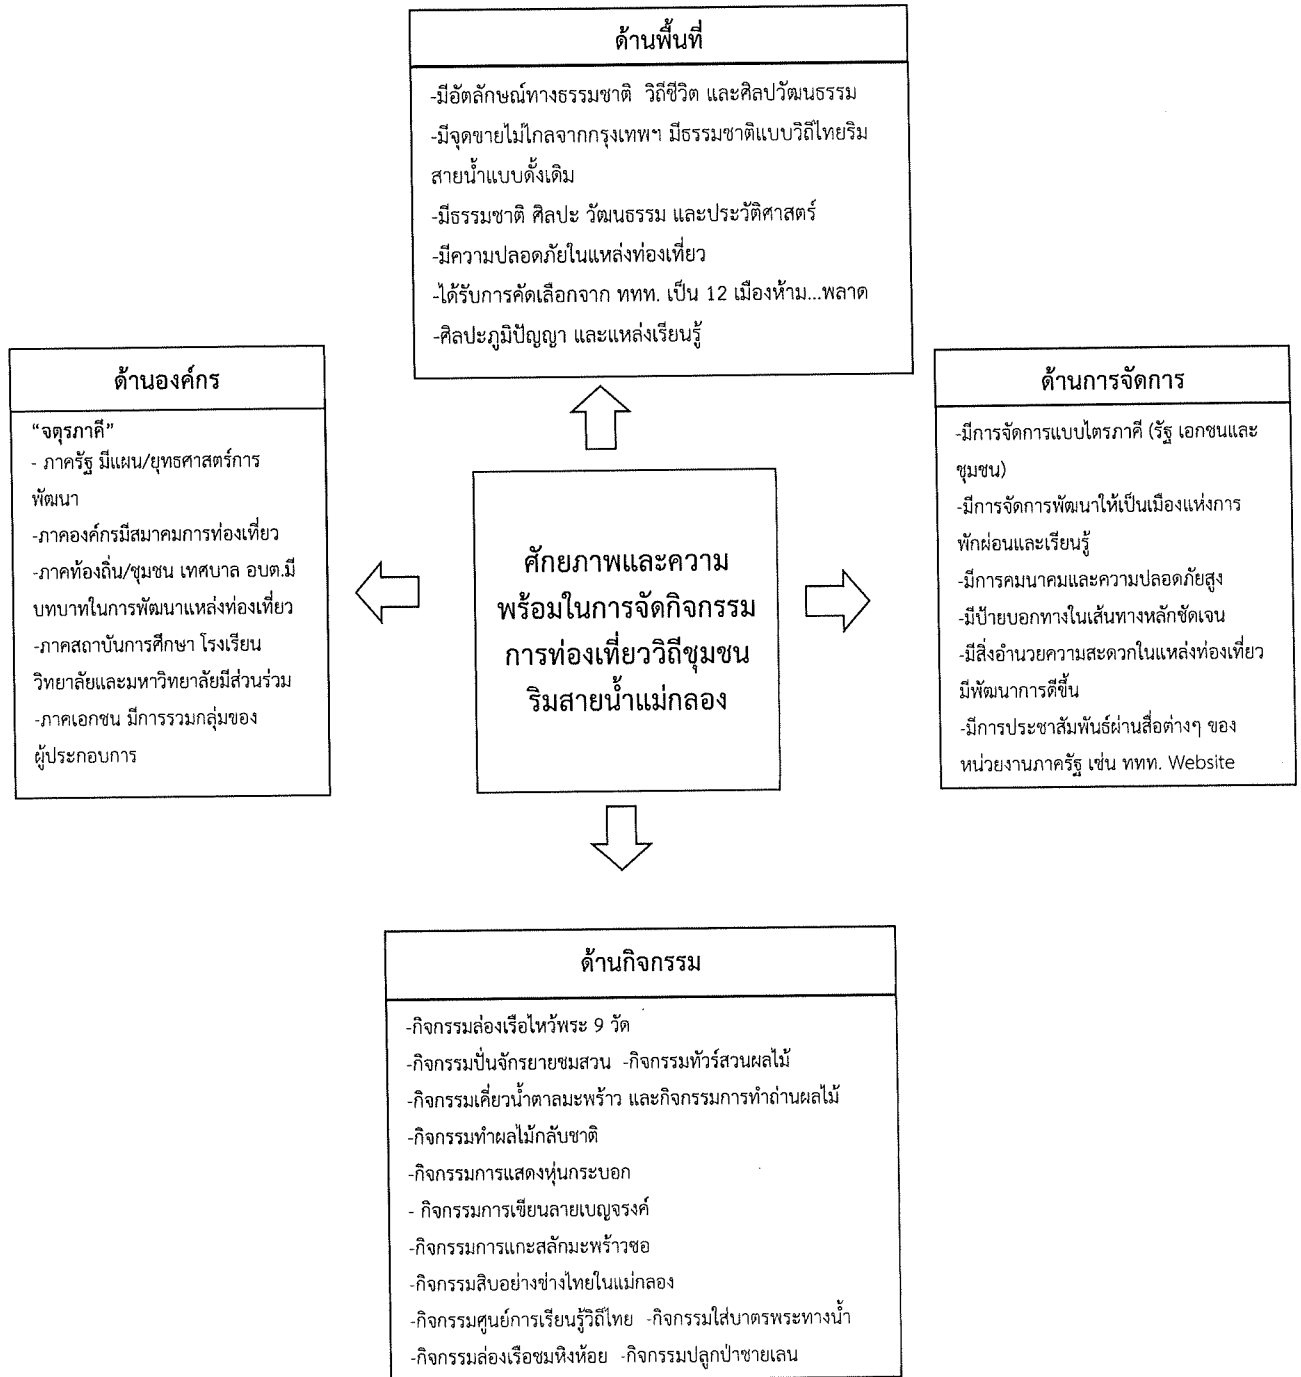 ด้านพื้นที่
-มีอัตลักษณ์ทางธรรมชาติ วิถีชีวิต และศิลปวัฒนธรรม
-มีจุดขายไม่ไกลจากกรุงเทพฯ มีธรรมชาติแบบวิถีไทยริม
สายน้ำแบบดั้งเดิม
-มีธรรมชาติ ศิลปะ วัฒนธรรม และประวัติศาสตร์
-มีความปลอดภัยในแหล่งท่องเที่ยว
-ได้รับการคัดเลือกจาก ททท. เป็น 12 เมืองห้าม...พลาด
-ศิลปะภูมิปัญญา และแหล่งเรียนรู้
ด้านองค์กร
“จตุรภาคี”
- ภาครัฐ มีแผน/ยุทธศาสตร์การ
พัฒนา
-ภาคองค์กรมีสมาคมการท่องเที่ยว
-ภาคท้องถิ่น/ชุมชน เทศบาล อบต.มี
บทบาทในการพัฒนาแหล่งท่องเที่ยว
-ภาคสถาบันการศึกษา โรงเรียน
วิทยาลัยและมหาวิทยาลัยมีส่วนร่วม
-ภาคเอกชน มีการรวมกลุ่มของ
ผู้ประกอบการ
ศักยภาพและความ
พร้อมในการจัดกิจกรรม
การท่องเที่ยววิถีชุมชน
ริมสายน้ำแม่กลอง
ด้านการจัดการ
-มีการจัดการแบบไตรภาคี (รัฐ เอกชนและ
ชุมชน)
-มีการจัดการพัฒนาให้เป็นเมืองแห่งการ
พักผ่อนและเรียนรู้
-มีการคมนาคมและความปลอดภัยสูง
-มีป้ายบอกทางในเส้นทางหลักชัดเจน
-มีสิ่งอำนวยความสะดวกในแหล่งท่องเที่ยว
มีพัฒนาการดีขึ้น
-มีการประชาสัมพันธ์ผ่านสื่อต่างๆ ของ
หน่วยงานภาครัฐ เช่น ททท. Website
ด้านกิจกรรม
-กิจกรรมล่องเรือไหว้พระ 9 วัด
-กิจกรรมปั่นจักรยายชมสวน -กิจกรรมทัวร์สวนผลไม้
-กิจกรรมเคี่ยวน้ำตาลมะพร้าว และกิจกรรมการทำถ่านผลไม้
-กิจกรรมทำผลไม้กลับชาติ
-กิจกรรมการแสดงหุ่นกระบอก
- กิจกรรมการเขียนลายเบญจรงค์
-กิจกรรมการแกะสลักมะพร้าวซอ
-กิจกรรมสิบอย่างช่างไทยในแม่กลอง
-กิจกรรมศูนย์การเรียนรู้วิถีไทย -กิจกรรมใส่บาตรพระทางน้ำ
-กิจกรรมล่องเรือชมหิงห้อย -กิจกรรมปลูกป่าชายเลน